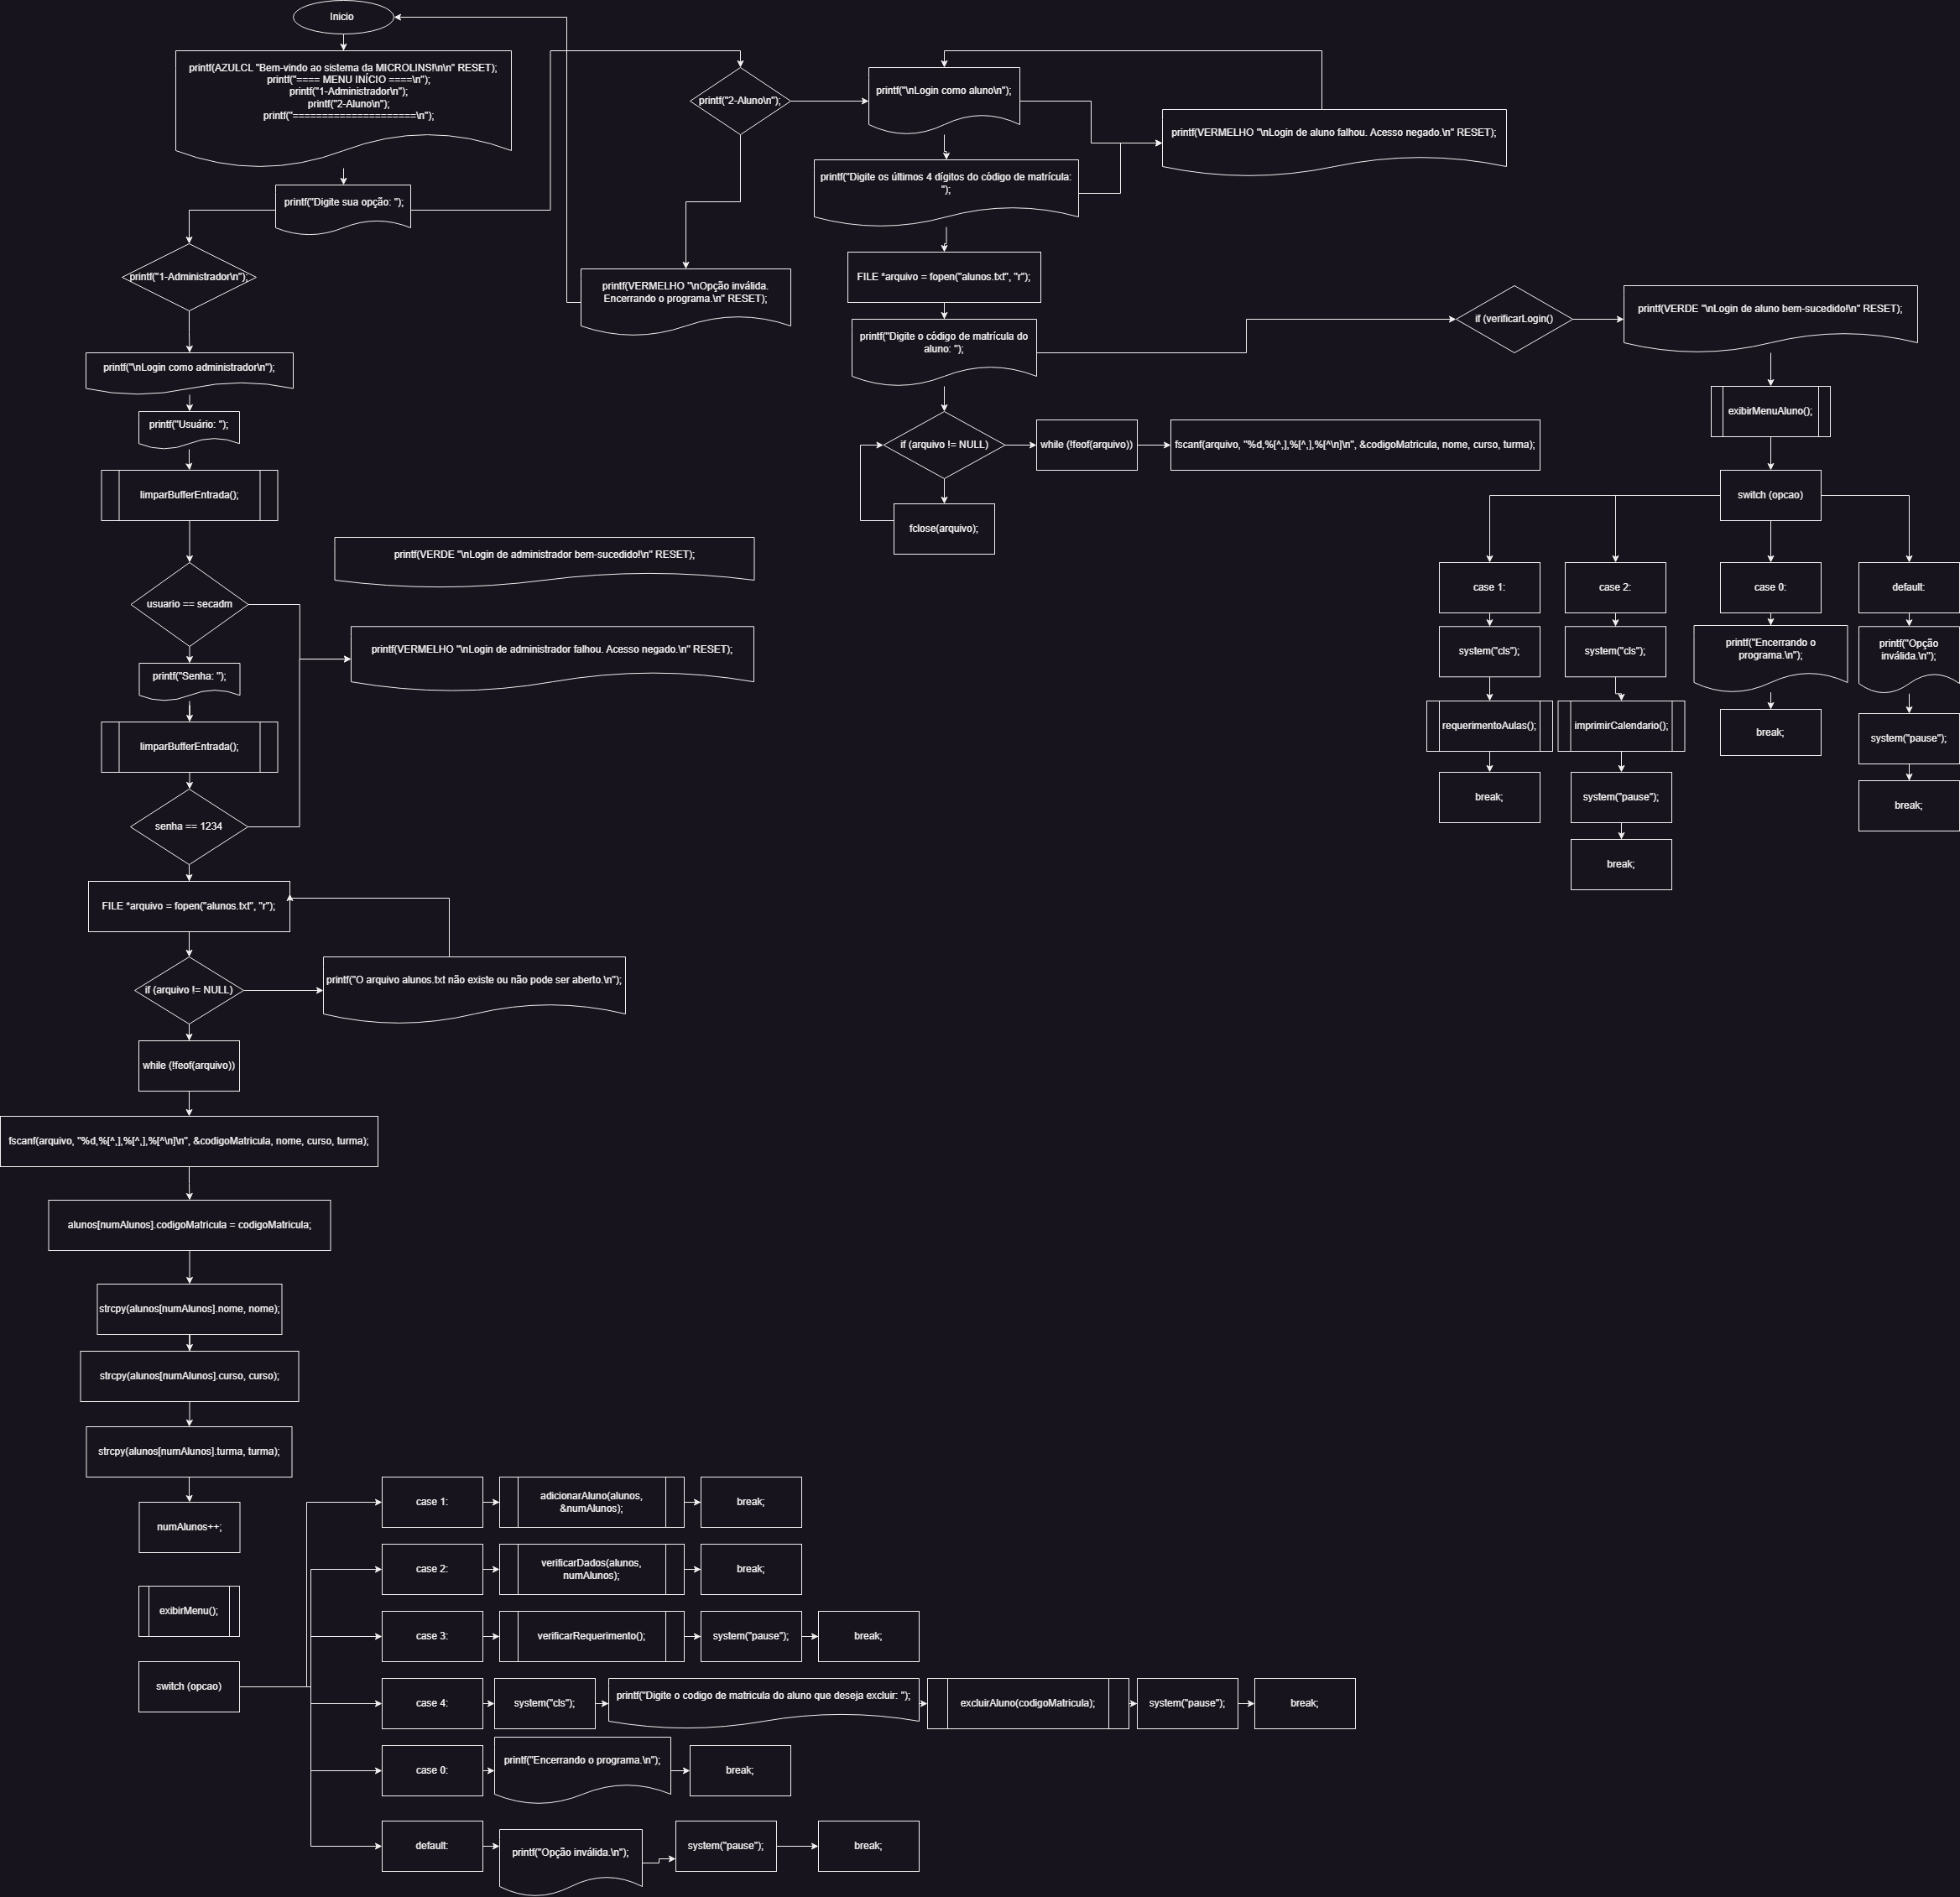 Inicio
printf(AZULCL "Bem-vindo ao sistema da MICROLINS!\n\n" RESET);
printf("==== MENU INÍCIO ====\n");
printf("1-Administrador\n");
printf("2-Aluno\n");
printf("=====================\n");
printf("Digite sua opção: ");
printf("1-Administrador\n");
printf("\nLogin como administrador\n");
printf("Usuário: ");
limparBufferEntrada();
usuario == secadm
printf("Senha: ");
limparBufferEntrada();
senha == 1234
printf(VERDE "\nLogin de administrador bem-sucedido!\n" RESET);
printf(VERMELHO "\nLogin de administrador falhou. Acesso negado.\n" RESET);
FILE *arquivo = fopen("alunos.txt", "r");
if (arquivo != NULL)
printf("O arquivo alunos.txt não existe ou não pode ser aberto.\n");
while (!feof(arquivo))
fscanf(arquivo, "%d,%[^,],%[^,],%[^\n]\n", &codigoMatricula, nome, curso, turma);
alunos[numAlunos].codigoMatricula = codigoMatricula;
strcpy(alunos[numAlunos].nome, nome);
strcpy(alunos[numAlunos].curso, curso);
strcpy(alunos[numAlunos].turma, turma);
numAlunos++;
exibirMenu();
switch (opcao)
case 1:
adicionarAluno(alunos,
&numAlunos);
break;
case 2:
verificarDados(alunos,
numAlunos);
break;
case 3:
verificarRequerimento();
system("pause");
break;
case 4:
system("cls");
printf("Digite o codigo de matricula do aluno que deseja excluir: ");
excluirAluno(codigoMatricula);
system("pause");
break;
case 0:
printf("Encerrando o programa.\n");
break;
default:
printf("Opção inválida.\n");
system("pause");
break;
printf("2-Aluno\n");
printf(VERMELHO "\nOpção inválida.
Encerrando o programa.\n" RESET);
printf("\nLogin como aluno\n");
printf(VERMELHO "\nLogin de aluno falhou. Acesso negado.\n" RESET);
printf("Digite os últimos 4 dígitos do código de matrícula:
");
FILE *arquivo = fopen("alunos.txt", "r");
printf("Digite o código de matrícula do
aluno: ");
if (arquivo != NULL)
while (!feof(arquivo))
fscanf(arquivo, "%d,%[^,],%[^,],%[^\n]\n", &codigoMatricula, nome, curso, turma);
fclose(arquivo);
if (verificarLogin()
printf(VERDE "\nLogin de aluno bem-sucedido!\n" RESET);
exibirMenuAluno();
switch (opcao)
case 1:
system("cls");
requerimentoAulas();
break;
case 2:
system("cls");
imprimirCalendario();
system("pause");
break;
case 0:
printf("Encerrando o
programa.\n");
break;
default:
printf("Opção
inválida.\n");
system("pause");
break;